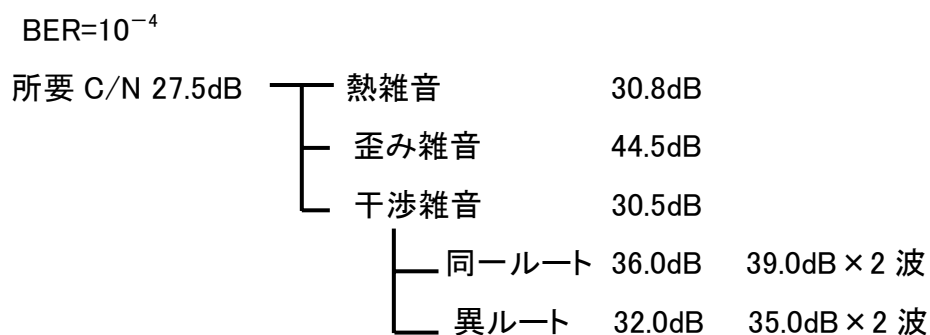 BER=10⁻⁴
所要 C/N 27.5dB 熱雑音 30.8dB
歪み雑音 44.5dB
干渉雑音 30.5dB
同一ルート 36.0dB 39.0dB×2 波
異ルート 32.0dB 35.0dB×2 波